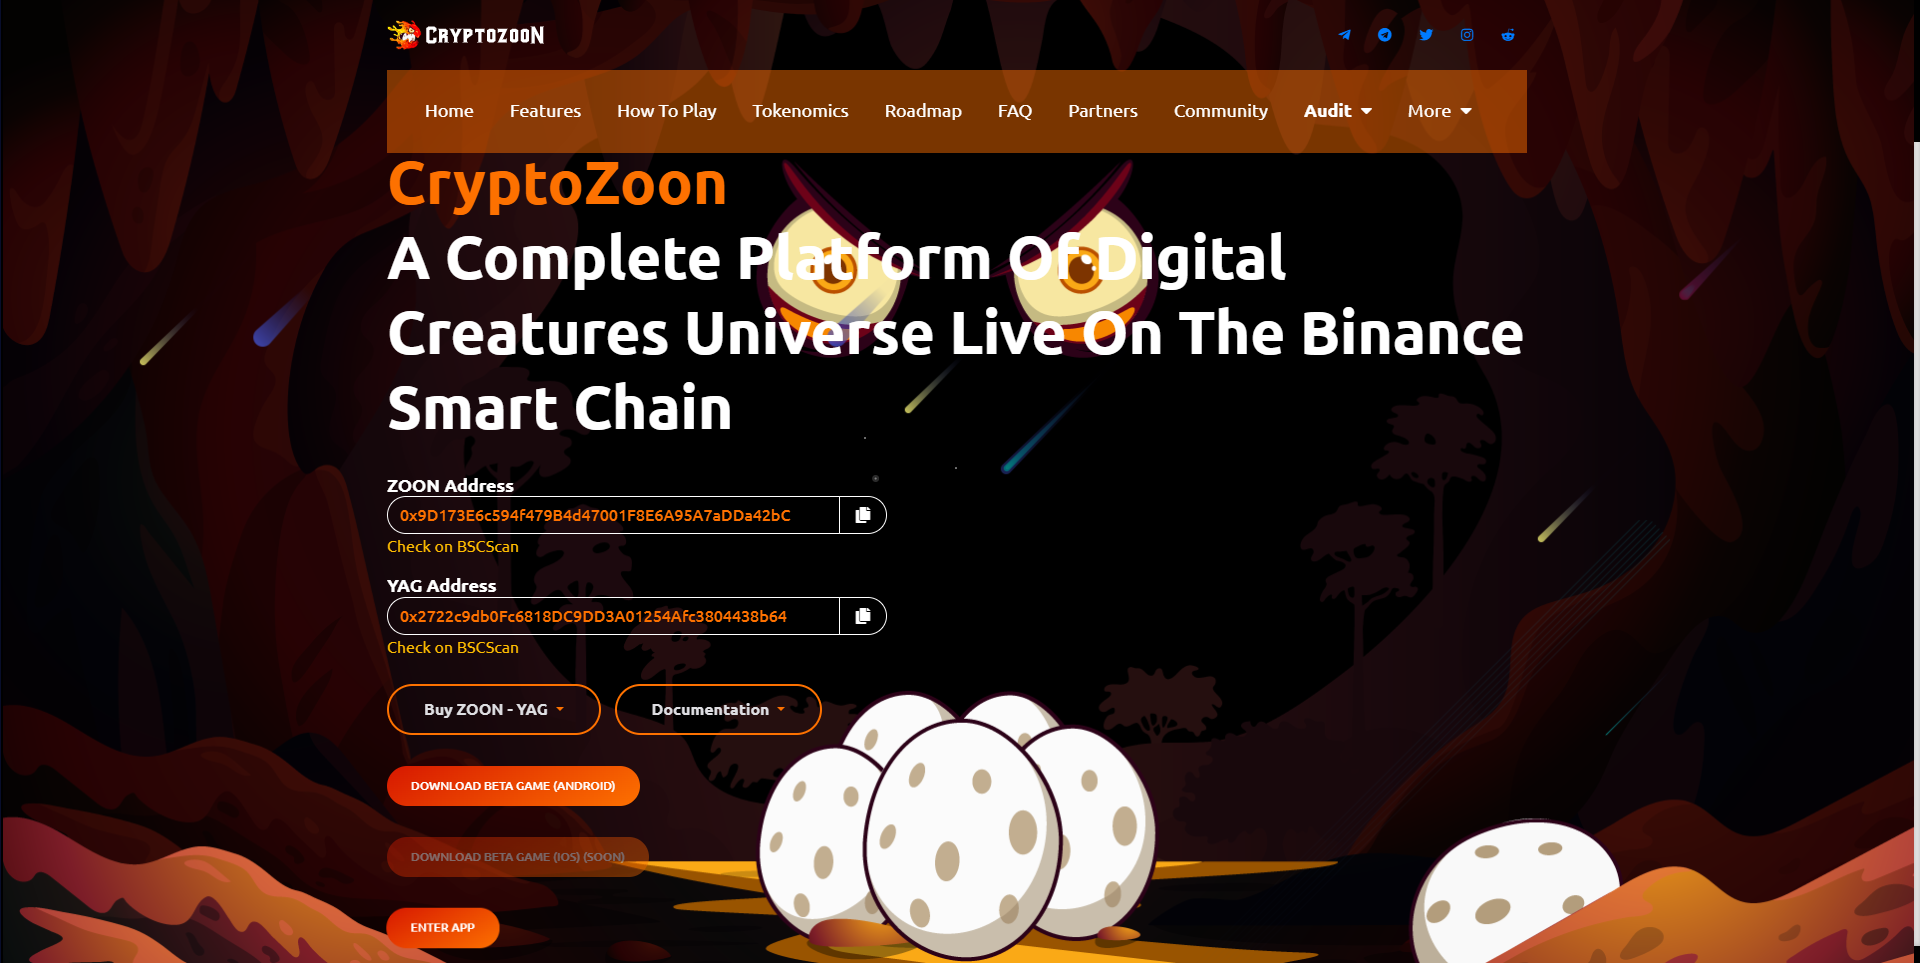 CRYPTOZOON
Home Features How To Play Tokenomics Roadmap FAQ Partners Community Audit More
CryptoZoon
A Complete Platform Of Digital
Creatures Universe Live On The Binance
Smart Chain
ZOON Address
0x9D173E6c594f479B4d47001F8E6A95A7aDDa42bC
Check on BSCScan
YAG Address
0x2722c9db0Fc6818DC9DD3A01254Afc3804438b64
Check on BSCScan
Buy ZOON - YAG Documentation
DOWNLOAD BETA GAME (ANDROID)
DOWNLOAD BETA GAME (IOS) (SOON)
ENTER APP